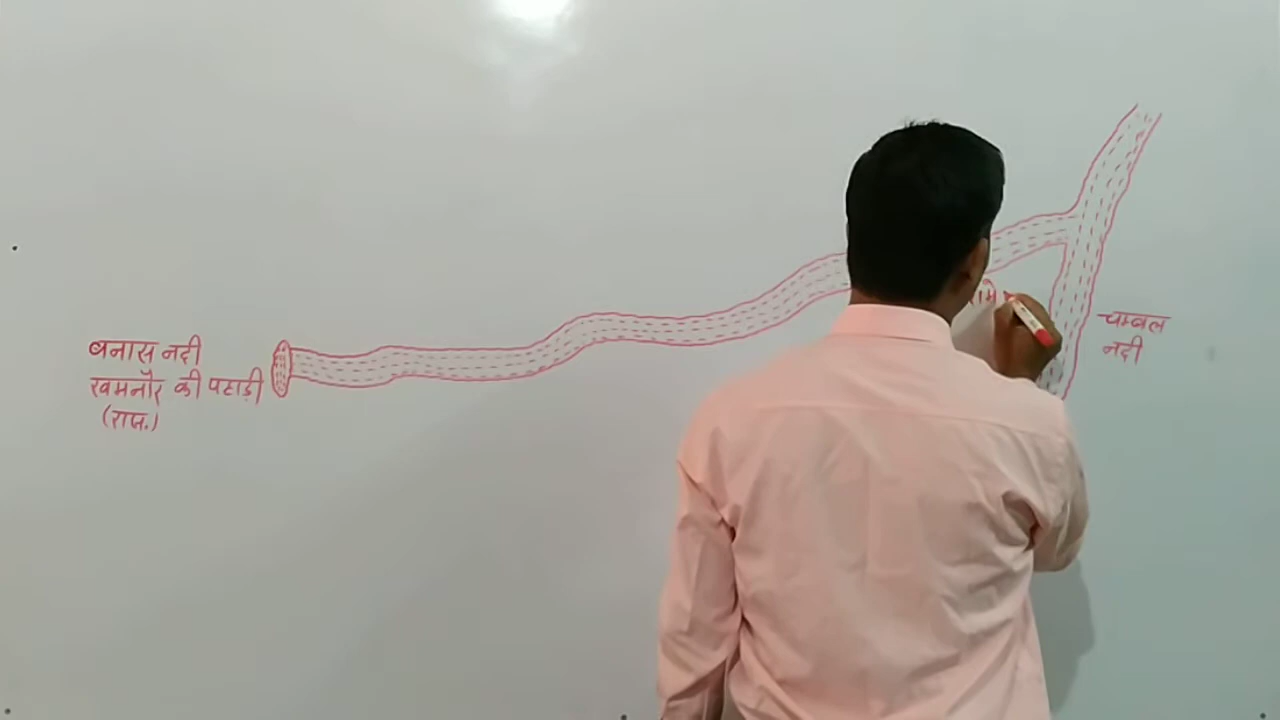 बनास नदी
खमनौर की पहाड़ी
(राज.)
चम्बल
नदी